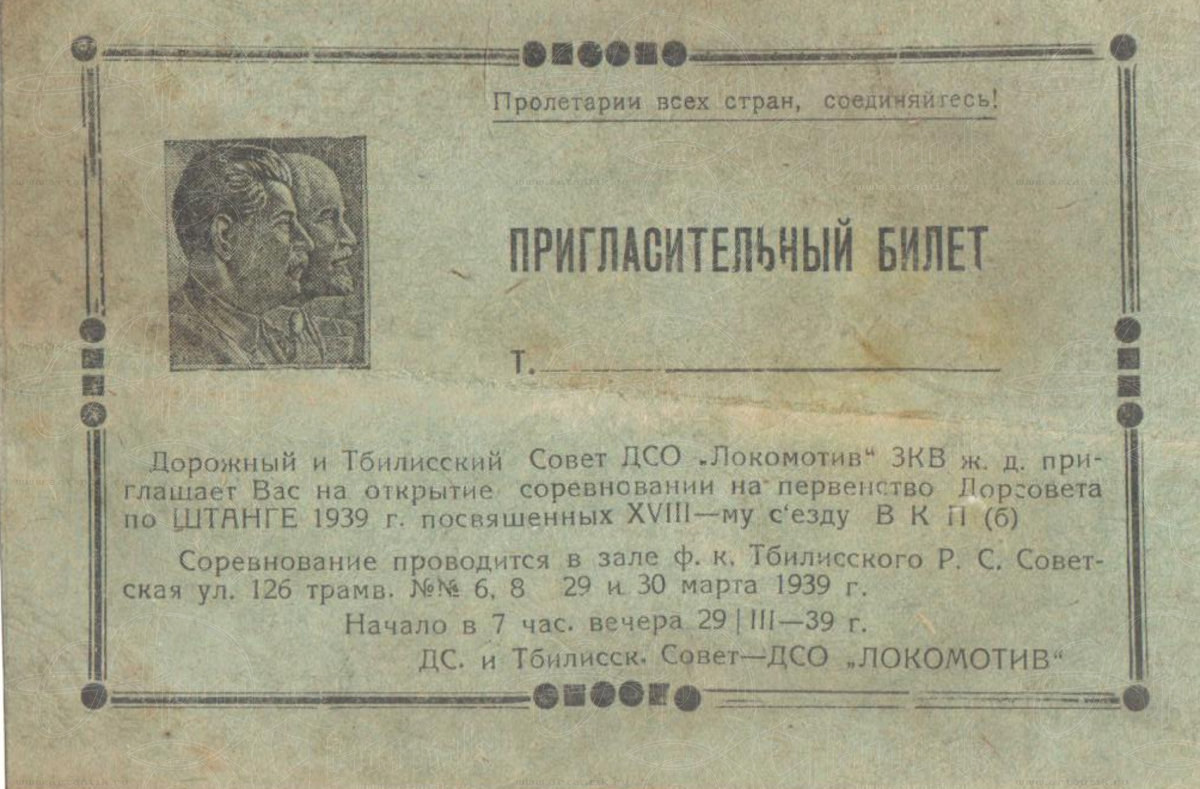 Пролетарии всех стран, соединяйтесь!
ПРИГЛАСИТЕЛЬНЫЙ БИЛЕТ
Т.
Дорожный и Тбилисский Совет ДСО „Локомотив“ ЗКВ ж. д. при-
глашает Вас на открытие соревновании на первенство Дорсовета
по ШТАНГЕ 1939 г. посвяшенных XVIII—му с'езду В К П (б)
Соревнование проводится в зале ф. к. Тбилисского Р. С. Совет-
ская ул. 126 трамв. №№ 6, 8 29 и 30 марта 1939 г.
Начало в 7 час. вечера 29 | III—39 г.
ДС. и Тбилисск. Совет—ДСО „ЛОКОМОТИВ“